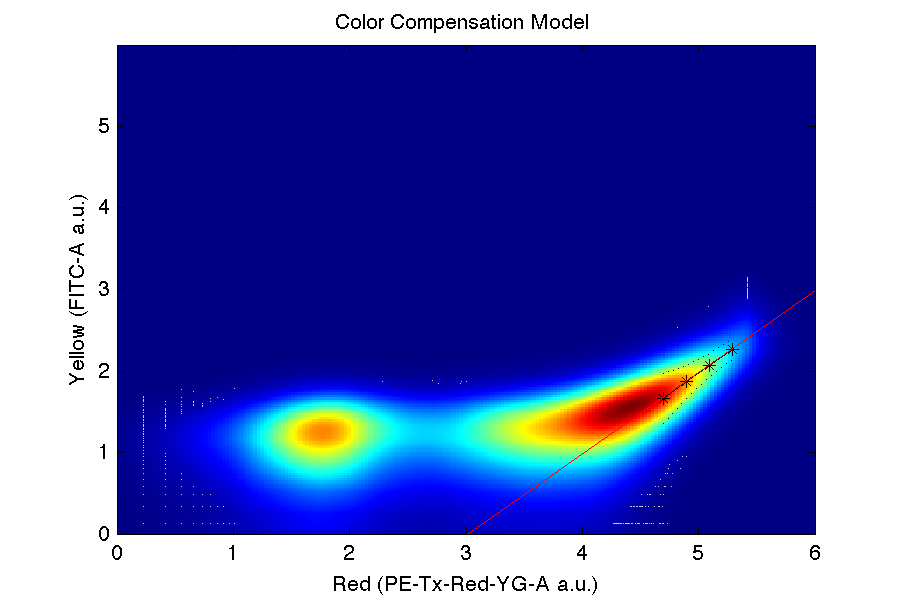 Color Compensation Model
5
4
3
2
1
0
Yellow (FITC-A a.u.)
0 1 2 3 4 5 6
Red (PE-Tx-Red-YG-A a.u.)